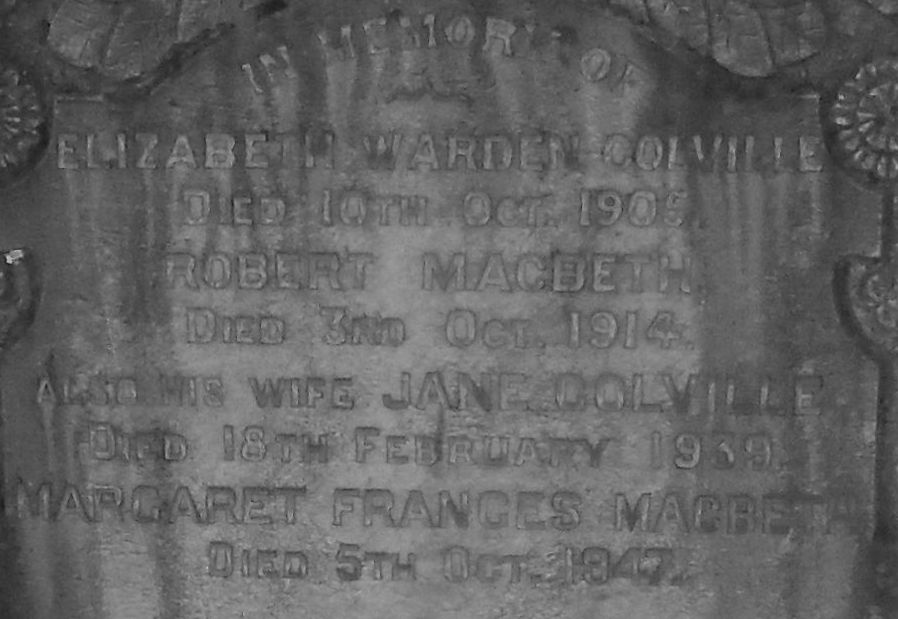 IN MEMORY OF
ELIZABETH WARDEN COLVILLE
DIED 10TH OCT. 1905.
ROBERT MACBETH.
DIED 3RD OCT. 1914.
ALSO HIS WIFE JANE COLVILLE
DIED 18TH FEBRUARY 1939.
MARGARET FRANCES MACBETH
DIED 5TH OCT. 1947.